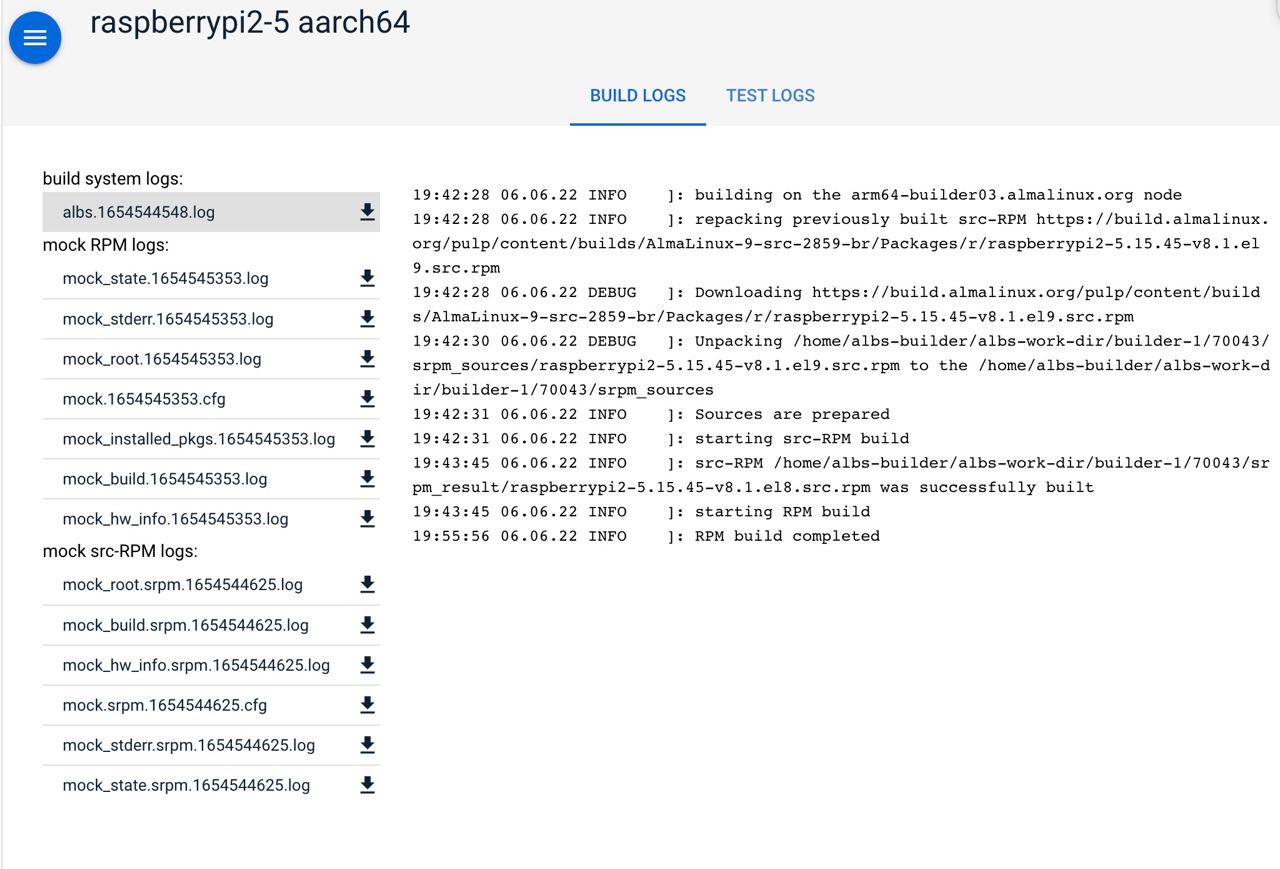 raspberrypi2-5 aarch64
BUILD LOGS
TEST LOGS
build system logs:
albs.1654544548.log
mock RPM logs:
mock_state.1654545353.log
mock_stderr.1654545353.log
mock_root.1654545353.log
mock.1654545353.cfg
mock_installed_pkgs.1654545353.log
mock_build.1654545353.log
mock_hw_info.1654545353.log
mock src-RPM logs:
mock_root.srpm.1654544625.log
mock_build.srpm.1654544625.log
mock_hw_info.srpm.1654544625.log
mock.srpm.1654544625.cfg
mock_stderr.srpm.1654544625.log
mock_state.srpm.1654544625.log
19:42:28 06.06.22 INFO    ]: building on the arm64-builder03.almalinux.org node
19:42:28 06.06.22 INFO    ]: repacking previously built src-RPM https://build.almalinux.
org/pulp/content/builds/AlmaLinux-9-src-2859-br/Packages/r/raspberrypi2-5.15.45-v8.1.el
9.src.rpm
19:42:28 06.06.22 DEBUG   ]: Downloading https://build.almalinux.org/pulp/content/build
s/AlmaLinux-9-src-2859-br/Packages/r/raspberrypi2-5.15.45-v8.1.el9.src.rpm
19:42:30 06.06.22 DEBUG   ]: Unpacking /home/albs-builder/albs-work-dir/builder-1/70043/
srpm_sources/raspberrypi2-5.15.45-v8.1.el9.src.rpm to the /home/albs-builder/albs-work-d
ir/builder-1/70043/srpm_sources
19:42:31 06.06.22 INFO    ]: Sources are prepared
19:42:31 06.06.22 INFO    ]: starting src-RPM build
19:43:45 06.06.22 INFO    ]: src-RPM /home/albs-builder/albs-work-dir/builder-1/70043/sr
pm_result/raspberrypi2-5.15.45-v8.1.el8.src.rpm was successfully built
19:43:45 06.06.22 INFO    ]: starting RPM build
19:55:56 06.06.22 INFO    ]: RPM build completed